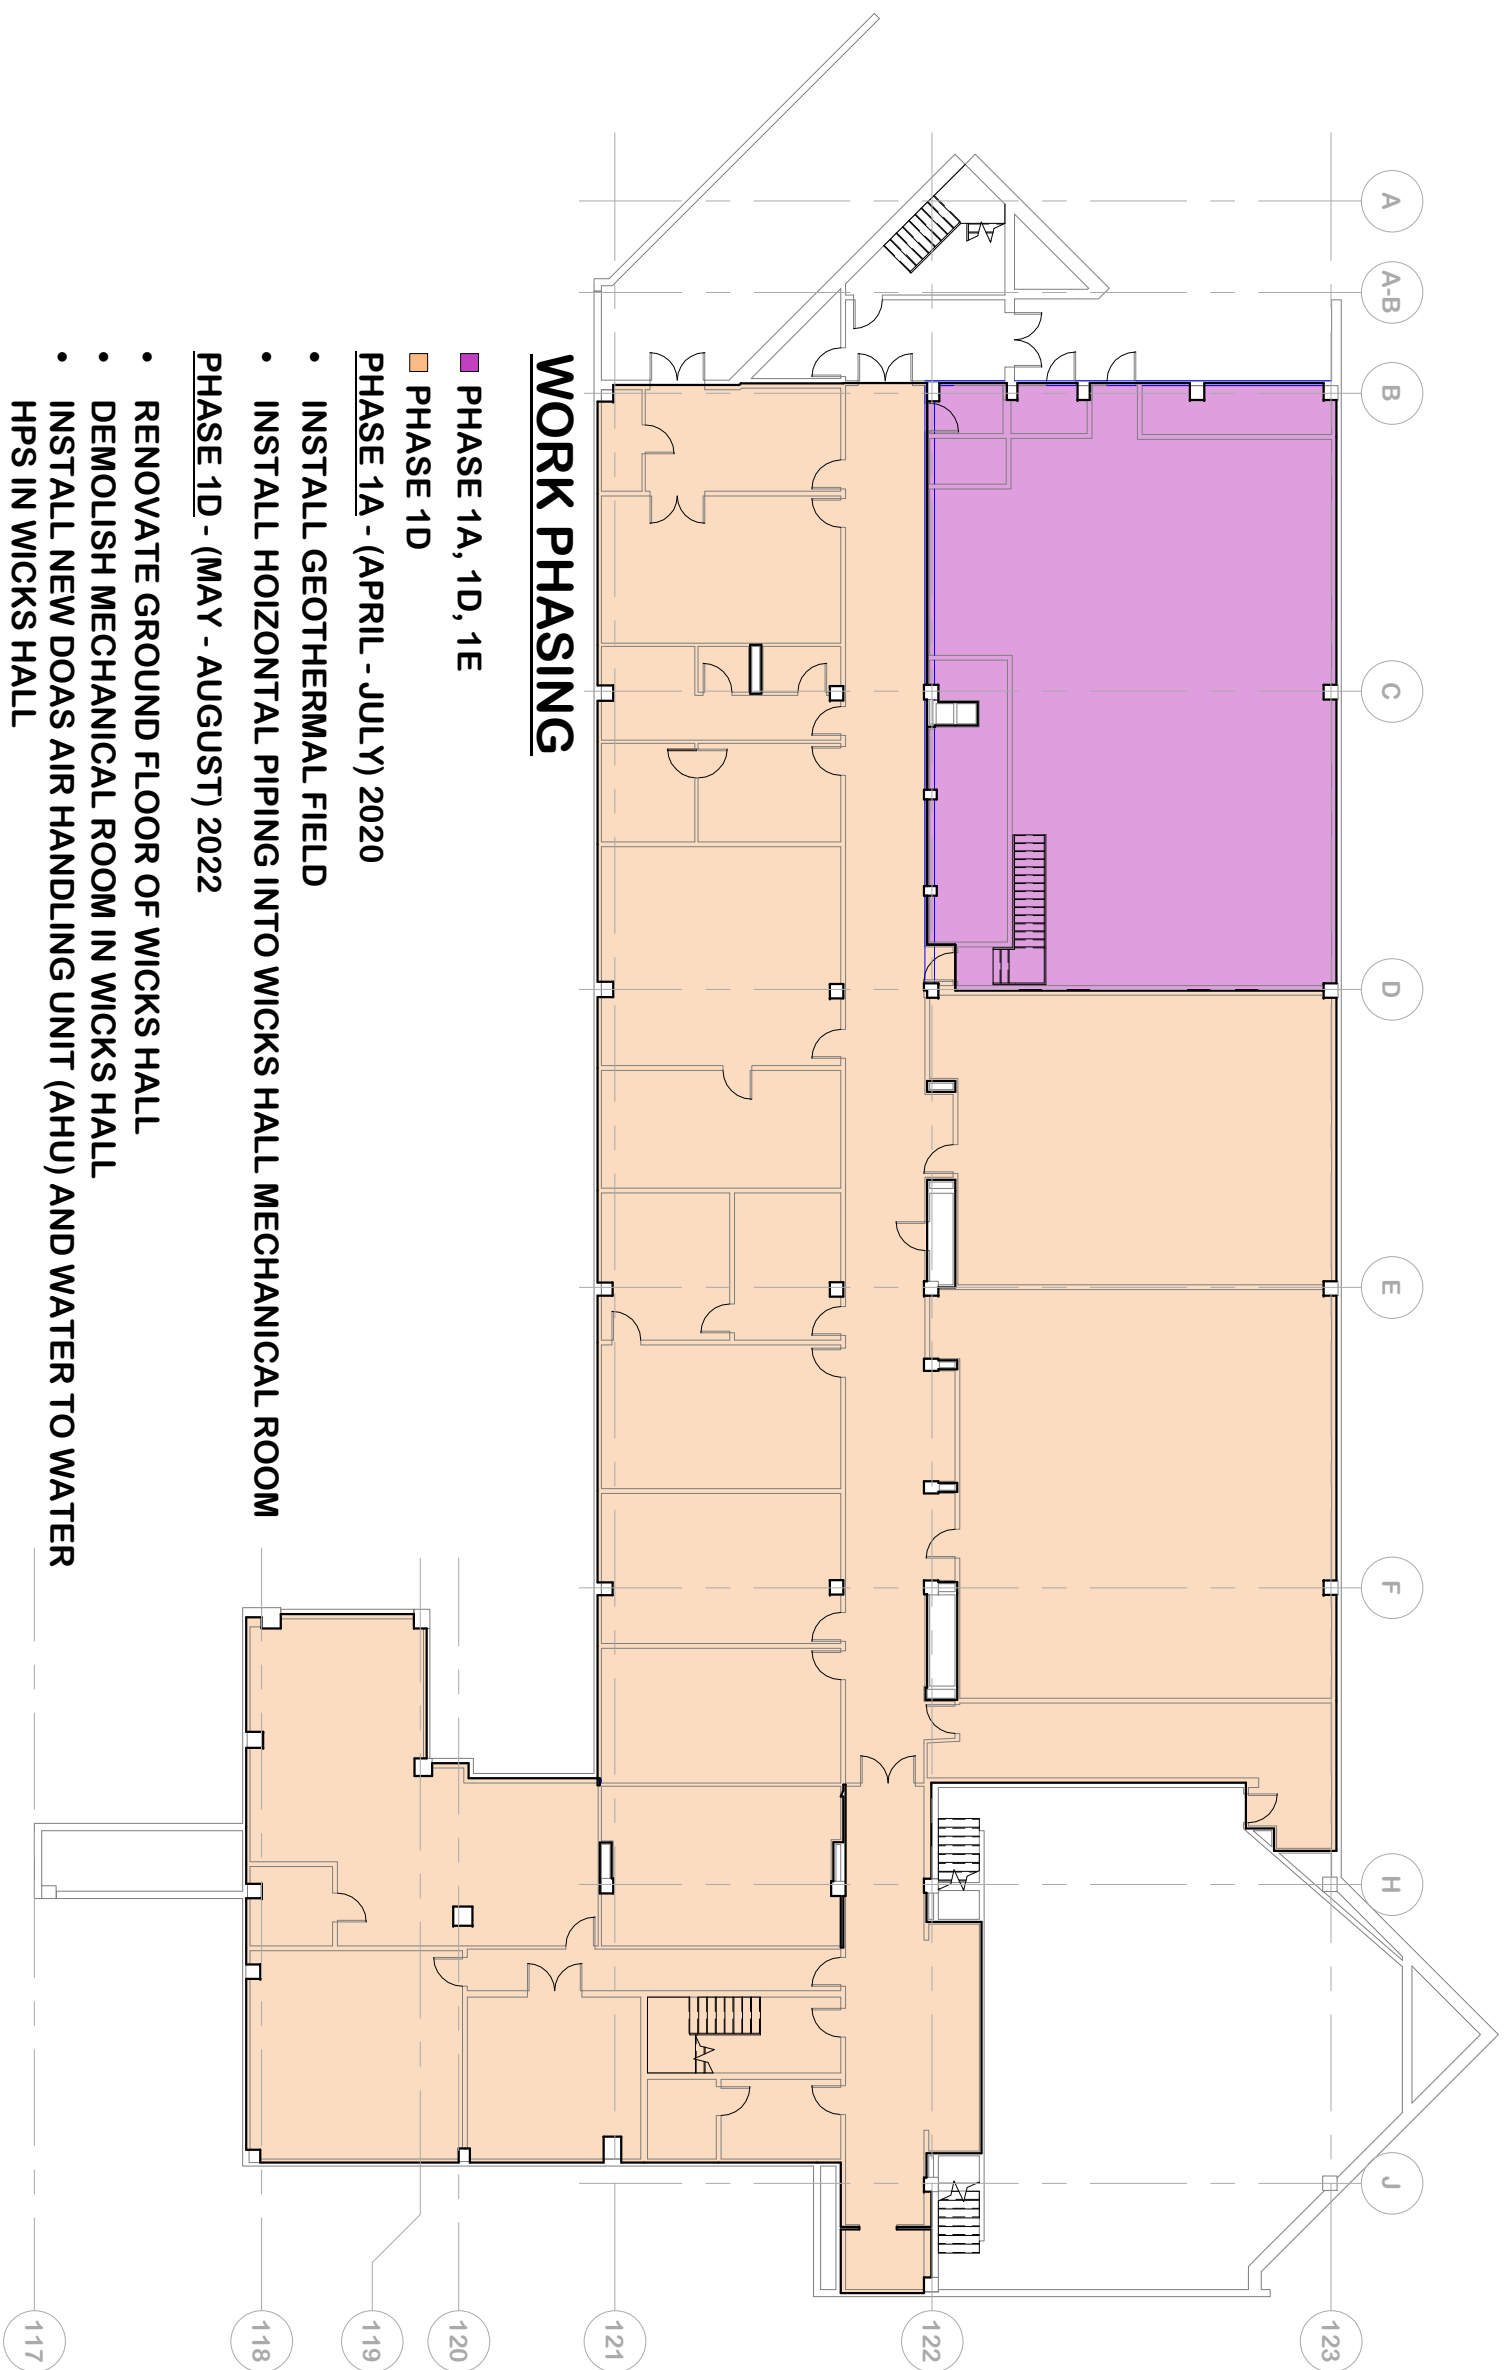 A
A-B
B
C
D
E
F
H
J
123
122
121
120
119
118
117
WORK PHASING
PHASE 1A, 1D, 1E
PHASE 1D
PHASE 1A - (APRIL - JULY) 2020
• INSTALL GEOTHERMAL FIELD
• INSTALL HOIZONTAL PIPING INTO WICKS HALL MECHANICAL ROOM
PHASE 1D - (MAY - AUGUST) 2022
• RENOVATE GROUND FLOOR OF WICKS HALL
• DEMOLISH MECHANICAL ROOM IN WICKS HALL
• INSTALL NEW DOAS AIR HANDLING UNIT (AHU) AND WATER TO WATER
HPS IN WICKS HALL